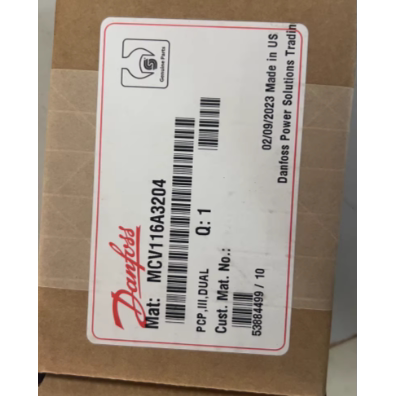 Danfoss
Genuine Parts
Mat: MCV116A3204
PCP,III,DUAL
Q: 1
Cust. Mat. No.:
53884499 / 10
02/09/2023 Made in US
Danfoss Power Solutions Tradin